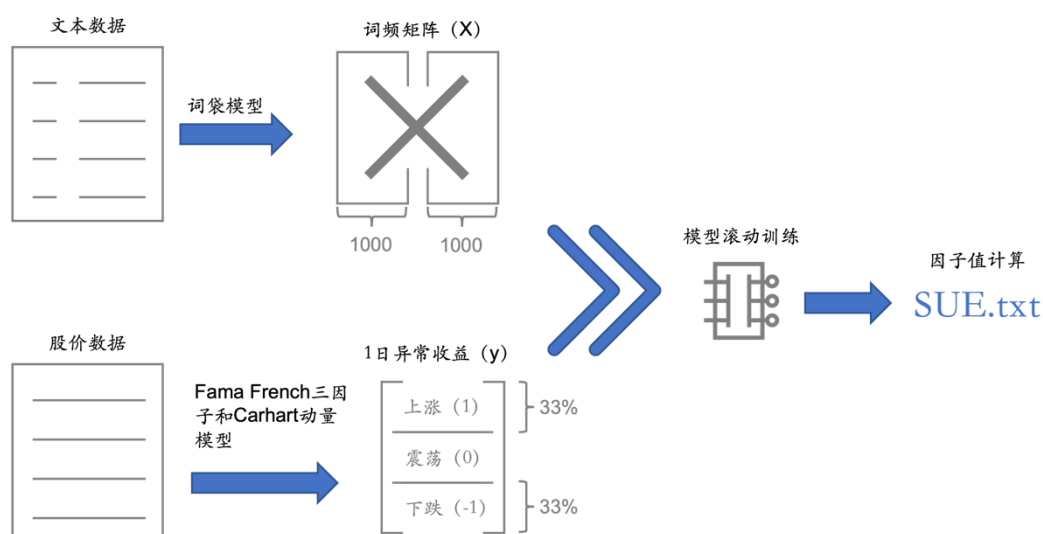 文本数据
词袋模型
词频矩阵（X）
1000
1000
股价数据
Fama French三因
子和Carhart动量
模型
1日异常收益（y）
上涨（1）
震荡（0）
下跌（-1）
33%
33%
模型滚动训练
因子值计算
SUE.txt